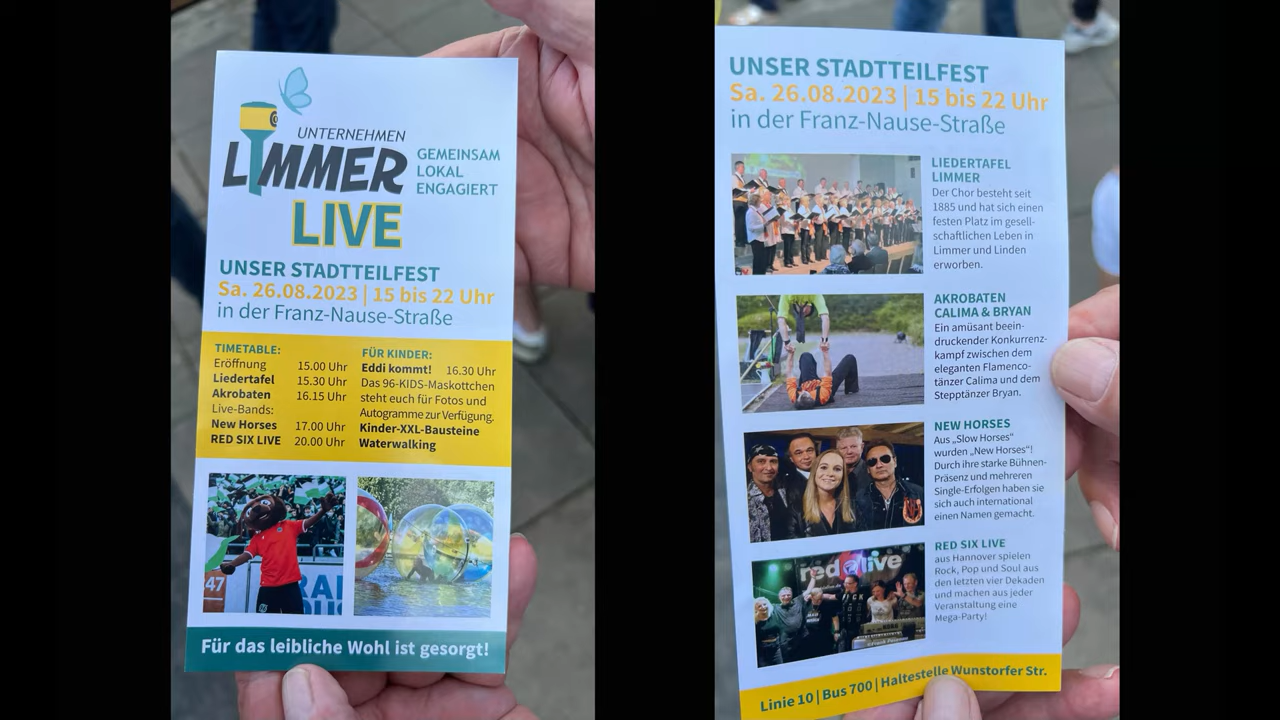 UNTERNEHMEN
LIMMER
GEMEINSAM
LOKAL
ENGAGIERT
LIVE
UNSER STADTTEILFEST
Sa. 26.08.2023 | 15 bis 22 Uhr
in der Franz-Nause-Straße
TIMETABLE:
Eröffnung 15.00 Uhr
Liedertafel 15.30 Uhr
Akrobaten 16.15 Uhr
Live-Bands:
New Horses 17.00 Uhr
RED SIX LIVE 20.00 Uhr
FÜR KINDER:
Eddi kommt! 16.30 Uhr
Das 96-KIDS-Maskottchen
steht euch für Fotos und
Autogramme zur Verfügung.
Kinder-XXL-Bausteine
Waterwalking
47
Für das leibliche Wohl ist gesorgt!
UNSER STADTTEILFEST
Sa. 26.08.2023 | 15 bis 22 Uhr
in der Franz-Nause-Straße
LIEDERTAFEL
LIMMER
Der Chor besteht seit
1885 und hat sich einen
festen Platz im gesell-
schaftlichen Leben in
Limmer und Linden
erworben.
AKROBATEN
CALIMA & BRYAN
Ein amüsant beein-
druckender Konkurrenz-
kampf zwischen dem
eleganten Flamenco-
tänzer Calima und dem
Stepptänzer Bryan.
NEW HORSES
Aus „Slow Horses"
wurden „New Horses"!
Durch ihre starke Bühnen-
Präsenz und mehreren
Single-Erfolgen haben sie
sich auch international
einen Namen gemacht.
red live
RED SIX LIVE
aus Hannover spielen
Rock, Pop und Soul aus
den letzten vier Dekaden
und machen aus jeder
Veranstaltung eine
Mega-Party!
Linie 10 | Bus 700 | Haltestelle Wunstorfer Str.